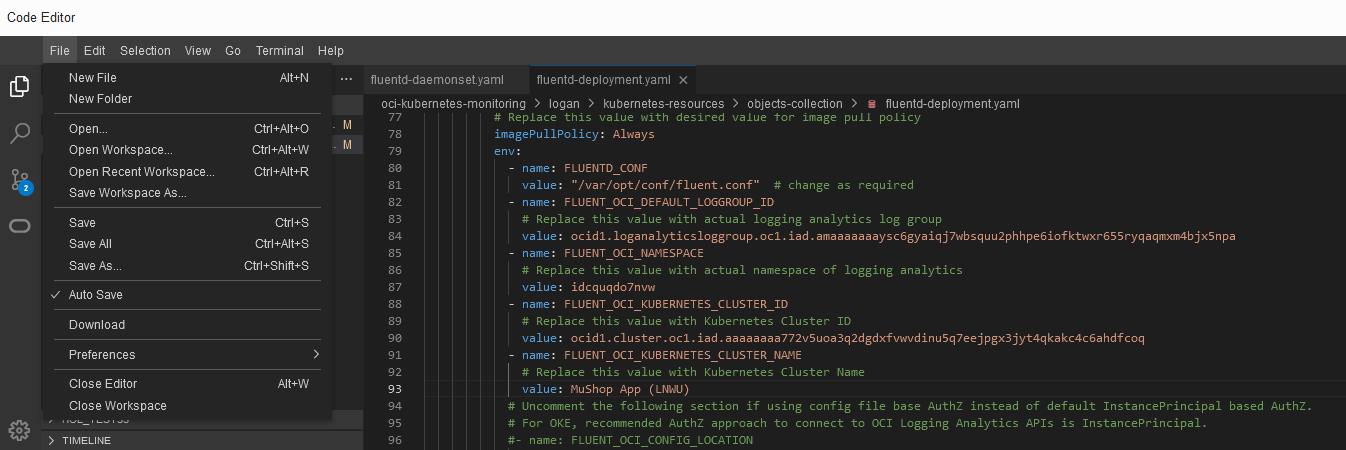 Code Editor
File Edit Selection View Go Terminal Help
New File Alt+N
New Folder
Open... Ctrl+Alt+O
Open Workspace... Ctrl+Alt+W
Open Recent Workspace... Ctrl+Alt+R
Save Workspace As...
Save Ctrl+S
Save All Ctrl+Alt+S
Save As... Ctrl+Shift+S
Auto Save
Download
Preferences
Close Editor Alt+W
Close Workspace
TIMELINE
2
M
M
fluentd-daemonset.yaml fluentd-deployment.yaml
oci-kubernetes-monitoring > logan > kubernetes-resources > objects-collection > fluentd-deployment.yaml
77 # Replace this value with desired value for image pull policy
78 imagePullPolicy: Always
79 env:
80 - name: FLUENTD_CONF
81 value: "/var/opt/conf/fluent.conf" # change as required
82 - name: FLUENT_OCI_DEFAULT_LOGGROUP_ID
83 # Replace this value with actual logging analytics log group
84 value: ocid1.loganalyticsloggroup.oc1.iad.amaaaaaaaysc6gyaiqj7wbsquu2phhpe6iofktwxr655ryqaqmxm4bjx5npa
85 - name: FLUENT_OCI_NAMESPACE
86 # Replace this value with actual namespace of logging analytics
87 value: idcquqdo7nvw
88 - name: FLUENT_OCI_KUBERNETES_CLUSTER_ID
89 # Replace this value with Kubernetes Cluster ID
90 value: ocid1.cluster.oc1.iad.aaaaaaaa772v5uoa3q2dgdxfvwvdinu5q7eejpgx3jyt4qkakc4c6ahdfcoq
91 - name: FLUENT_OCI_KUBERNETES_CLUSTER_NAME
92 # Replace this value with Kubernetes Cluster Name
93 value: MuShop App (LNWU)
94 # Uncomment the following section if using config file base AuthZ instead of default InstancePrincipal based AuthZ.
95 # For OKE, recommended AuthZ approach to connect to OCI Logging Analytics APIs is InstancePrincipal.
96 #- name: FLUENT_OCI_CONFIG_LOCATION